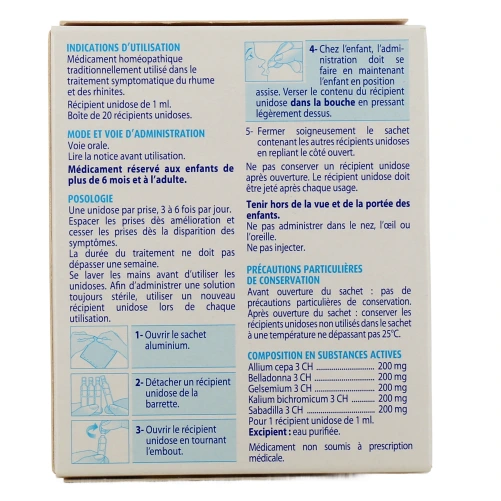 INDICATIONS D'UTILISATION
Médicament homéopathique
traditionnellement utilisé dans le
traitement symptomatique du rhume
et des rhinites.
Récipient unidose de 1 ml.
Boîte de 20 récipients unidoses.
MODE ET VOIE D'ADMINISTRATION
Voie orale.
Lire la notice avant utilisation.
Médicament réservé aux enfants de
plus de 6 mois et à l'adulte.
POSOLOGIE
Une unidose par prise, 3 à 6 fois par jour.
Espacer les prises dès amélioration et
cesser les prises dès la disparition des
symptômes.
La durée du traitement ne doit pas
dépasser une semaine.
Se laver les mains avant d'utiliser les
unidoses. Afin d'administrer une solution
toujours stérile, utiliser un nouveau
récipient unidose lors de chaque
utilisation.
1- Ouvrir le sachet
aluminium.
2- Détacher un récipient
unidose de la
barrette.
3- Ouvrir le récipient
unidose en tournant
l'embout.
4- Chez l'enfant, l'admi-
nistration doit se
faire en maintenant
l'enfant en position
assise. Verser le contenu du récipient
unidose dans la bouche en pressant
légèrement dessus.
5- Fermer soigneusement le sachet
contenant les autres récipients unidoses
en repliant le côté ouvert.
Ne pas conserver un récipient unidose
après ouverture. Le récipient unidose doit
être jeté après chaque usage.
Tenir hors de la vue et de la portée des
enfants.
Ne pas administrer dans le nez, l'œil ou
l'oreille.
Ne pas injecter.
PRÉCAUTIONS PARTICULIÈRES
DE CONSERVATION
Avant ouverture du sachet : pas de
précautions particulières de conservation.
Après ouverture du sachet : conserver les
récipients unidoses non utilisés dans le sachet
à une température ne dépassant pas 25°C.
COMPOSITION EN SUBSTANCES ACTIVES
Allium cepa 3 CH ........................ 200 mg
Belladonna 3 CH ........................ 200 mg
Gelsemium 3 CH ........................ 200 mg
Kalium bichromicum 3 CH ............ 200 mg
Sabadilla 3 CH ........................ 200 mg
Pour 1 récipient unidose de 1 ml.
Excipient : eau purifiée.
Médicament non soumis à prescription
médicale.